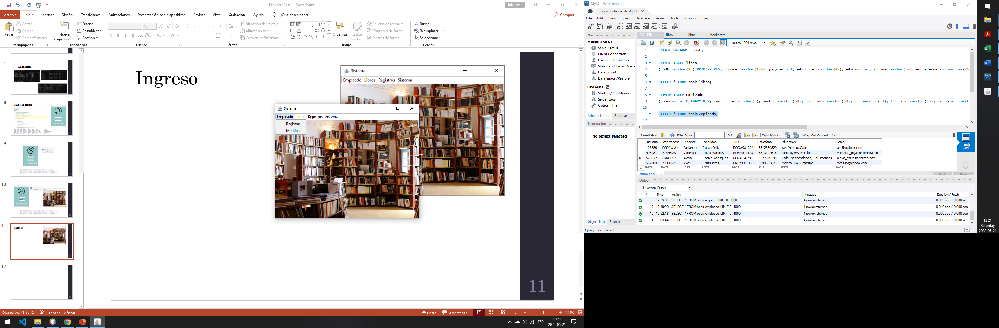 ProyectoBase - PowerPoint
Inic. ses.
Archivo Inicio Insertar Diseño Transiciones Animaciones Presentación con diapositivas Revisar Vista Grabación Ayuda ¿Qué desea hacer? Compartir
Pegar
Cortar
Copiar
Copiar formato
Portapapeles
Nueva diapositiva
Diseño
Restablecer
Sección
Diapositivas
40
N K S S abc AV Aa A
Fuente
Dirección del texto
Alinear texto
Convertir a SmartArt
Párrafo
Organizar
Estilos rápidos
Relleno de forma
Contorno de forma
Efectos de forma
Dibujo
Buscar
Reemplazar
Seleccionar
Edición
7
Aplicación
8
Inicio de sesión
9
10
11
Ingreso
12
Ingreso
Sistema
Empleado Libros Registros Sistema
Sistema
Empleado Libros Registros Sistema
Registrar
Modificar
SEA
11
Diapositiva 11 de 12 Español (México) Notas Comentarios 114%
ESP 13:21
2022-05-21
MySQL Workbench
Local instance MySQL80
File Edit View Query Database Server Tools Scripting Help
Navigator
MANAGEMENT
Server Status
Client Connections
Users and Privileges
Status and System Varia
Data Export
Data Import/Restore
INSTANCE
Startup / Shutdown
Server Logs
Options File
Administration Schemas
Information
No object selected
Object Info Session
Query Completed
SQL File 1* libro libro bookstore*
Limit to 1000 rows
1 CREATE DATABASE book;
2
3 CREATE TABLE libro
4 (ISBN varchar(13) PRIMARY KEY, nombre varchar(120), paginas int, editorial varchar(45), edicion int, idioma varchar(50), encuadernacion varchar(45
5
6 SELECT * FROM book.libro;
7
8 CREATE TABLE empleado
9 (usuario int PRIMARY KEY, contrasena varchar(7), nombre varchar(50), apellidos varchar(50), RFC varchar(13), telefono varchar(15), direccion varch
10
11 SELECT * FROM book.empleado;
12
Result Grid Filter Rows: Edit: Export/Import: Wrap Cell Content:
usuario contrasena nombre apellidos RFC telefono direccion email
123386 WRYJWW1 Alejandro Rosas Ortiz ROOA981224 5512364829 Av. Mexico, Calle 1 ale@outlook.com
496481 P733HKW Vanessa Rojas Martinez ROMV011123 5513142618 Mexico, Av. Morelos vanessa_rojas@correo.com
578977 OKM5UF4 Alexa Cortes Velazquez COVA020207 5572819346 Calle Independencia, Col. Portales alqxa_cortes@correo.com
657808 27LGCN4 Yves Cruz Flores CRFY990512 5548693627 Mexico. Col. Pajaritos yves45@yahoo.com
NULL NULL NULL NULL NULL NULL NULL NULL
Result Grid
empleado 1 Apply Revert
Output
Action Output
# Time Action Message Duration / Fetch
8 12:39:01 SELECT * FROM book.registro LIMIT 0, 1000 4 row(s) returned 0.015 sec / 0.000 sec
9 12:49:20 SELECT * FROM book.empleado LIMIT 0, 1000 4 row(s) returned 0.016 sec / 0.000 sec
10 12:52:16 SELECT * FROM book.empleado LIMIT 0, 1000 4 row(s) returned 0.000 sec / 0.000 sec
11 13:09:44 SELECT * FROM book.empleado LIMIT 0, 1000 4 row(s) returned 0.016 sec / 0.000 sec
13:21
Saturday
2022-05-21